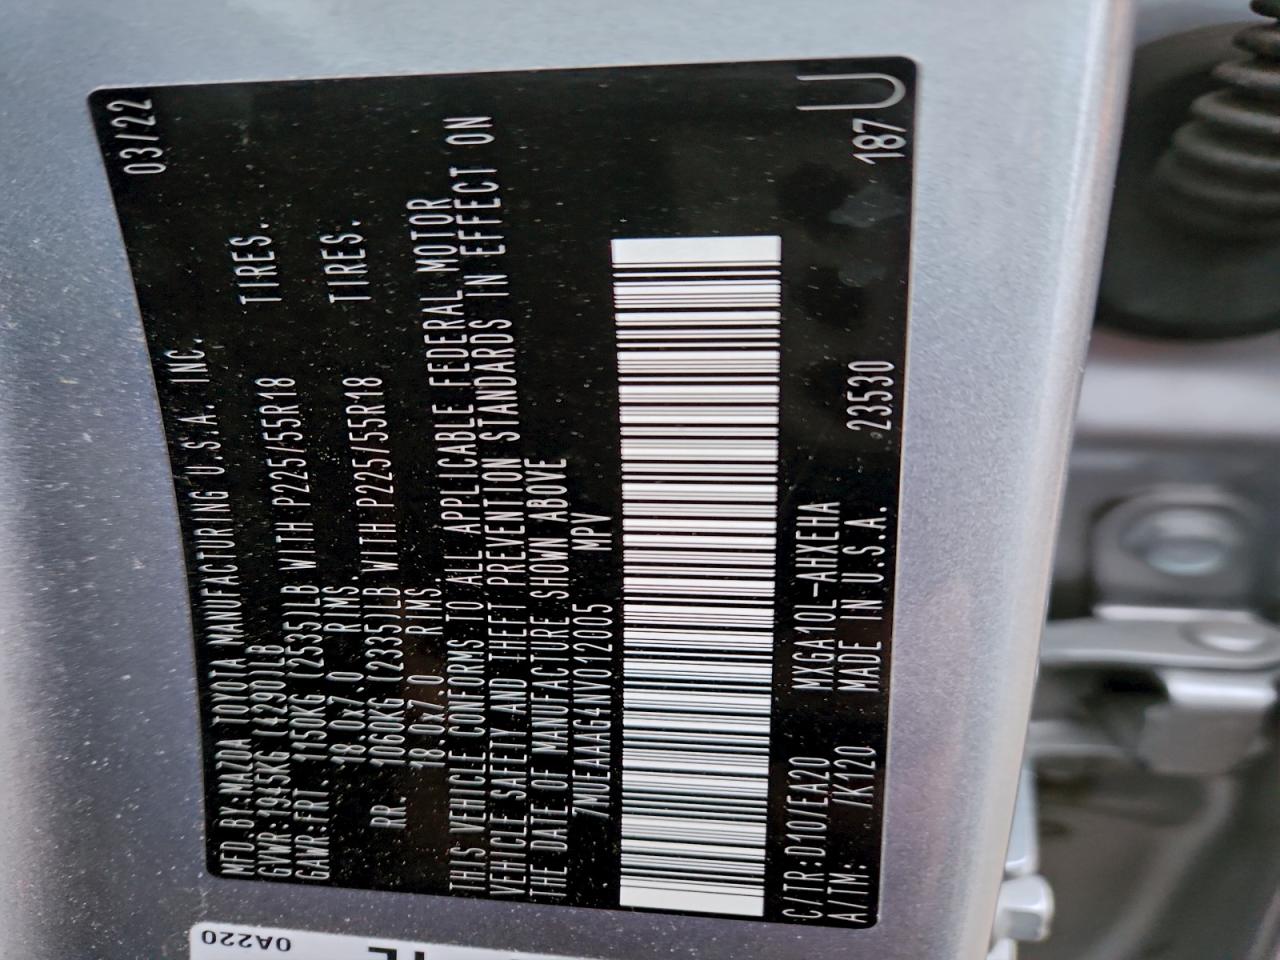 MFD.BY:MAZDA TOYOTA MANUFACTURING U.S.A. INC. 03/22
GVWR:1945KG (4290)LB
GAWR:FRT 1150KG (2535)LB WITH P225/55R18 TIRES.
18.0x7.0 RIMS.
RR. 1060KG (2335)LB WITH P225/55R18 TIRES.
18.0x7.0 RIMS.
THIS VEHICLE CONFORMS TO ALL APPLICABLE FEDERAL MOTOR
VEHICLE SAFETY AND THEFT PREVENTION STANDARDS IN EFFECT ON
THE DATE OF MANUFACTURE SHOWN ABOVE
7MUEAAAG4NV012005 MPV
C/TR:D10/EA20 MXGA10L-AHXEHA
A/TM: /K120 MADE IN U.S.A. 23530 187 U
0A220